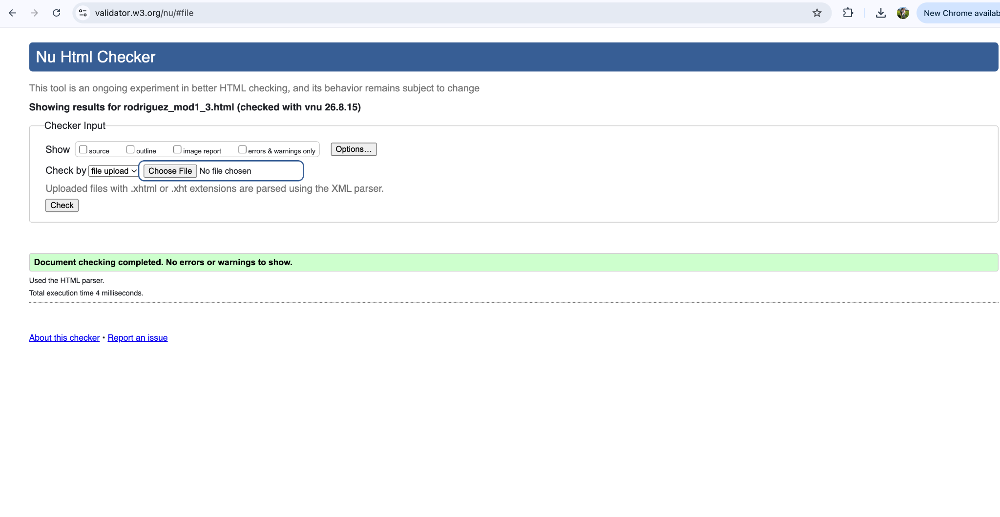 validator.w3.org/nu/#file
New Chrome availab
Nu Html Checker
This tool is an ongoing experiment in better HTML checking, and its behavior remains subject to change
Showing results for rodriguez_mod1_3.html (checked with vnu 26.8.15)
Checker Input
Show source outline image report errors & warnings only Options...
Check by file upload Choose File No file chosen
Uploaded files with .xhtml or .xht extensions are parsed using the XML parser.
Check
Document checking completed. No errors or warnings to show.
Used the HTML parser.
Total execution time 4 milliseconds.
About this checker • Report an issue